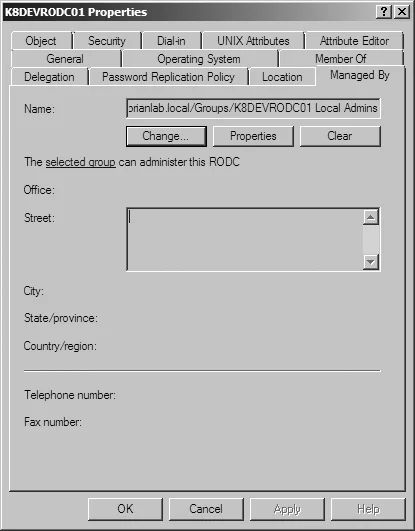 K8DEVRODC01 Properties
Object Security Dial-in UNIX Attributes Attribute Editor
General Operating System Member Of
Delegation Password Replication Policy Location Managed By
Name: orianlab.local/Groups/K8DEVRODC01 Local Admins
Change... Properties Clear
The selected group can administer this RODC
Office:
Street:
City:
State/province:
Country/region:
Telephone number:
Fax number:
OK Cancel Apply Help